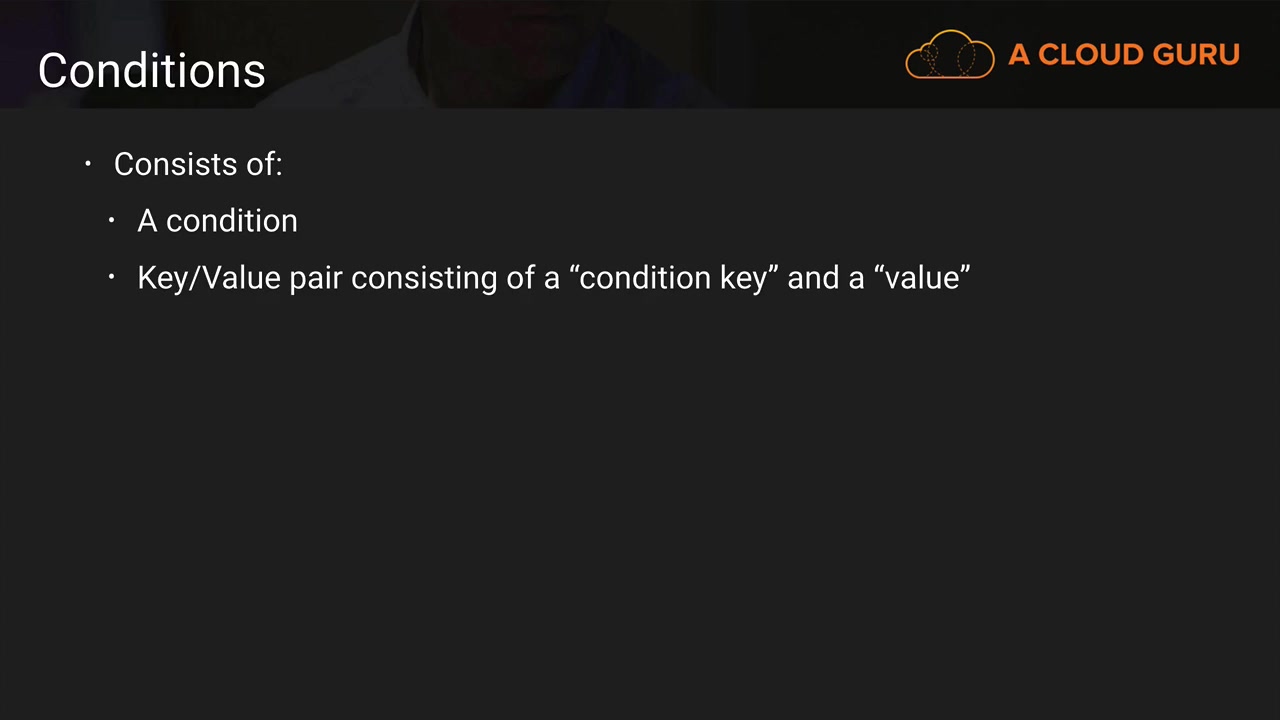 Conditions
A CLOUD GURU
• Consists of:
• A condition
• Key/Value pair consisting of a “condition key” and a “value”